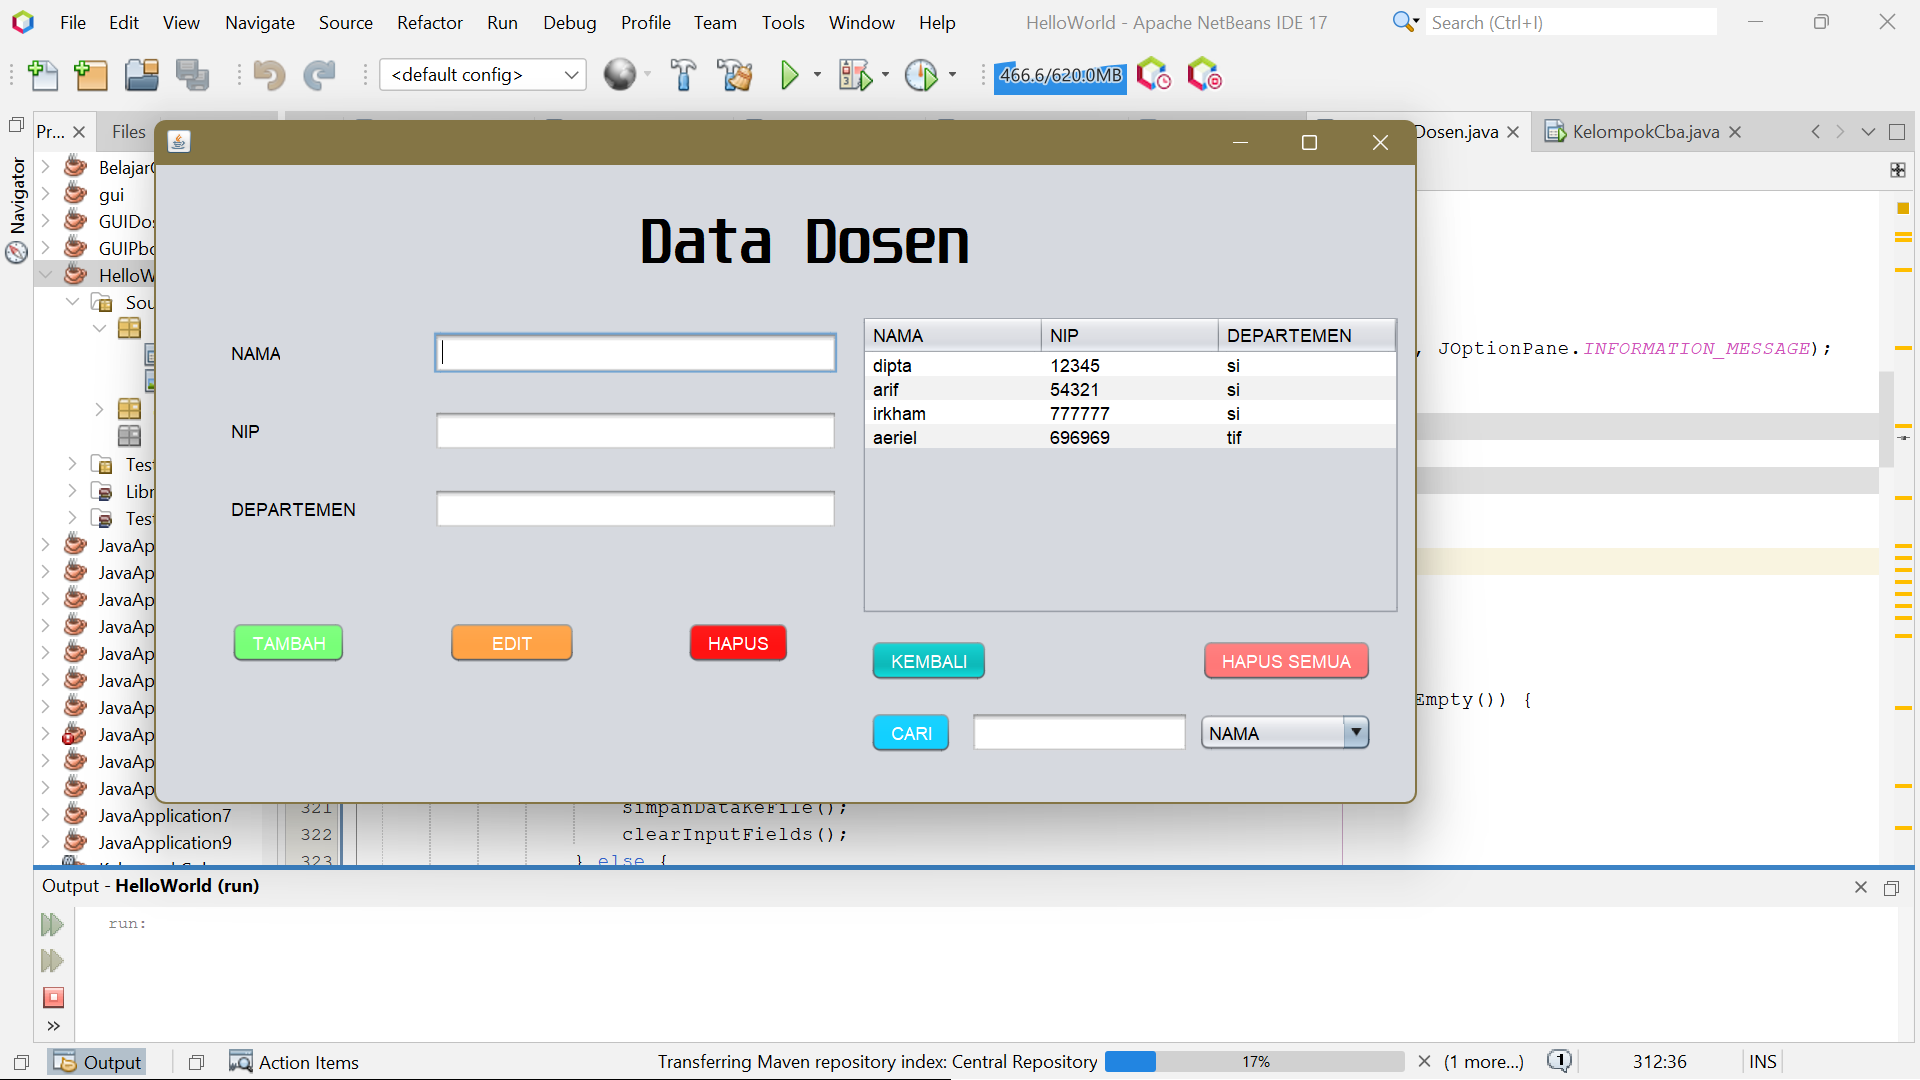 File Edit View Navigate Source Refactor Run Debug Profile Team Tools Window Help
HelloWorld - Apache NetBeans IDE 17
Search (Ctrl+I)
<default config>
466.6/620.0MB
Pr...
Files
Dosen.java
KelompokCba.java
Navigator
Belajar
gui
GUIDo
GUIPb
HelloW
Sou
Test
Libr
Test
JavaAp
JavaAp
JavaAp
JavaAp
JavaAp
JavaAp
JavaAp
JavaAp
JavaAp
JavaAp
JavaApplication7
JavaApplication9
Data Dosen
NAMA
NIP
DEPARTEMEN
NAMA NIP DEPARTEMEN
dipta 12345 si
arif 54321 si
irkham 777777 si
aeriel 696969 tif
TAMBAH
EDIT
HAPUS
KEMBALI
HAPUS SEMUA
CARI
NAMA
, JOptionPane.INFORMATION_MESSAGE);
Empty()) {
321 simpanDataKeFile();
322 clearInputFields();
323 } else {
Output - HelloWorld (run)
run:
Output
Action Items
Transferring Maven repository index: Central Repository
17%
(1 more...)
1
312:36
INS